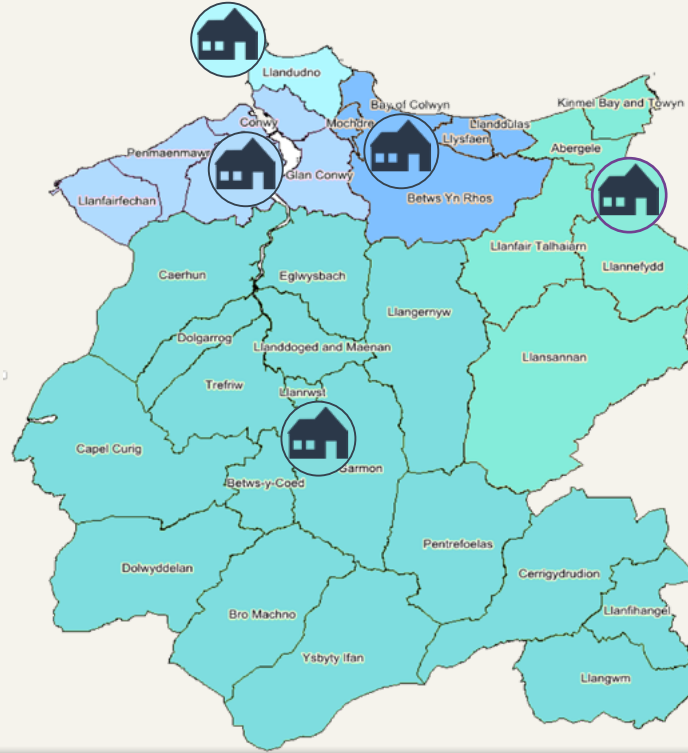 Llandudno
Kinmel Bay and Towyn
Bay of Colwyn
Conwy
Mochdre
Llanddulas
Llysfaen
Abergele
Penmaenmawr
Glan Conwy
Llanfairfechan
Betws Yn Rhos
Llanfair Talhaiarn
Llannefydd
Caerhun
Eglwysbach
Llangernyw
Dolgarrog
Llanddoged and Maenan
Llansannan
Trefriw
Llanrwst
Capel Curig
Garmon
Betws-y-Coed
Pentrefoelas
Dolwyddelan
Cerrigydrudion
Bro Machno
Llanfihangel
Ysbyty Ifan
Llangwm